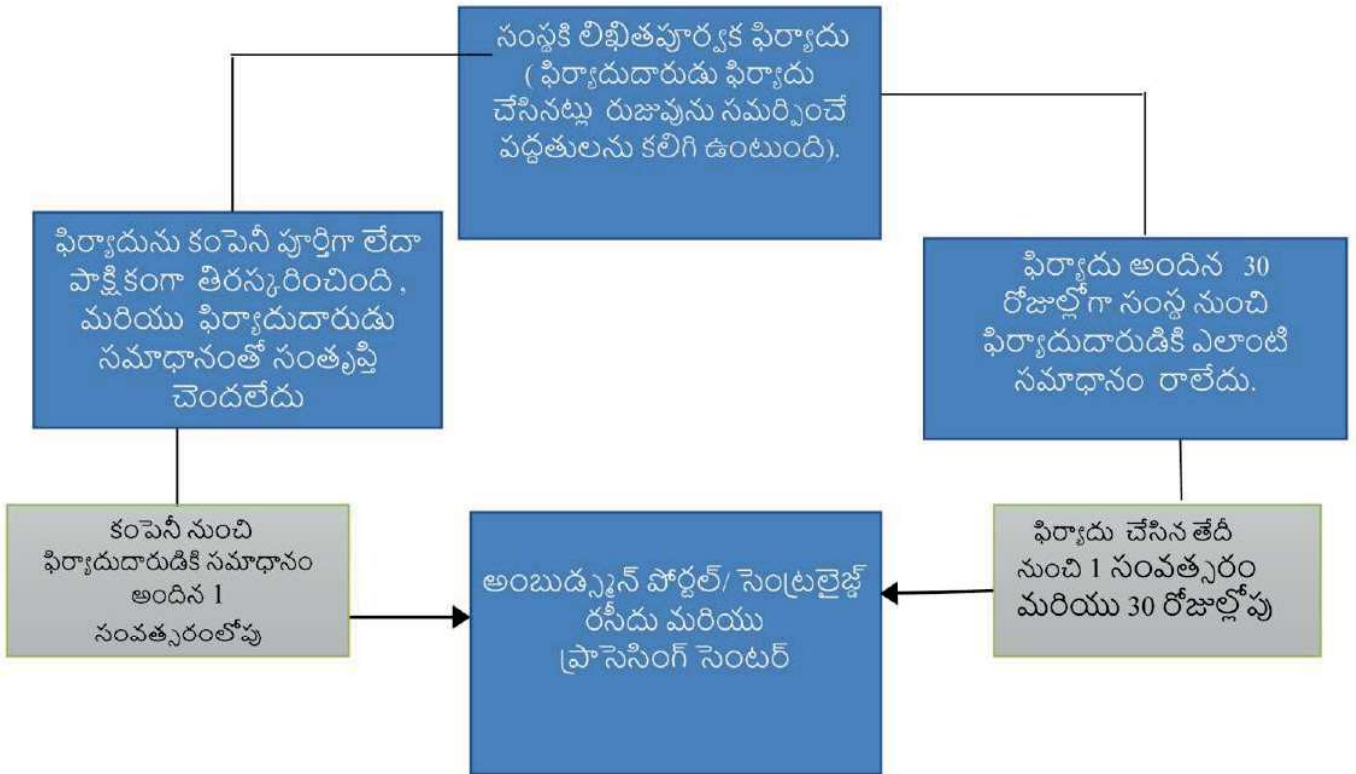 సంస్థకి లిఖితపూర్వక ఫిర్యాదు
( ఫిర్యాదుదారుడు ఫిర్యాదు
చేసినట్లు రుజువును సమర్పించే
పద్ధతులను కలిగి ఉంటుంది).
ఫిర్యాదును కంపెనీ పూర్తిగా లేదా
పాక్షికంగా తిరస్కరించింది ,
మరియు ఫిర్యాదుదారుడు
సమాధానంతో సంతృప్తి
చెందలేదు
ఫిర్యాదు అందిన 30
రోజుల్లోగా సంస్థ నుంచి
ఫిర్యాదుదారుడికి ఎలాంటి
సమాధానం రాలేదు.
కంపెనీ నుంచి
ఫిర్యాదుదారుడికి సమాధానం
అందిన 1
సంవత్సరంలోపు
అంబుడ్స్మన్ పోర్టల్/ సెంట్రలైజ్డ్
రసీదు మరియు
ప్రాసెసింగ్ సెంటర్
ఫిర్యాదు చేసిన తేదీ
నుంచి 1 సంవత్సరం
మరియు 30 రోజుల్లోపు